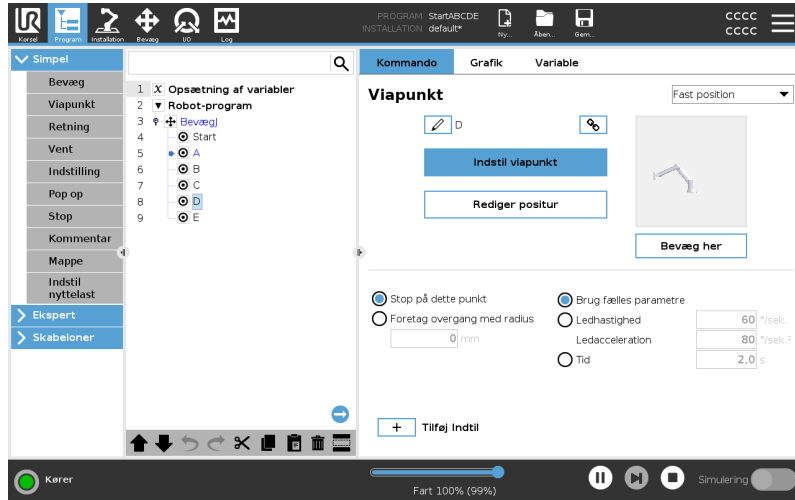 Kørsel Program Installation Bevæg I/O Log
PROGRAM StartABCDE
INSTALLATION default*
Ny... Åben... Gem...
cccc
cccc
Simpel
Bevæg
Viapunkt
Retning
Vent
Indstilling
Pop op
Stop
Kommentar
Mappe
Indstil
nyttelast
Ekspert
Skabeloner
1 X Opsætning af variabler
2 Robot-program
3 BevægJ
4 Start
5 A
6 B
7 C
8 D
9 E
Kommando Grafik Variable
Viapunkt
Fast position
D
Indstil viapunkt
Rediger positur
Bevæg her
Stop på dette punkt
Foretag overgang med radius
0 mm
Brug fælles parametre
Ledhastighed 60 °/sek.
Ledacceleration 80 °/sek.²
Tid 2,0 s
+ Tilføj Indtil
Kører
Fart 100% (99%)
Simulering